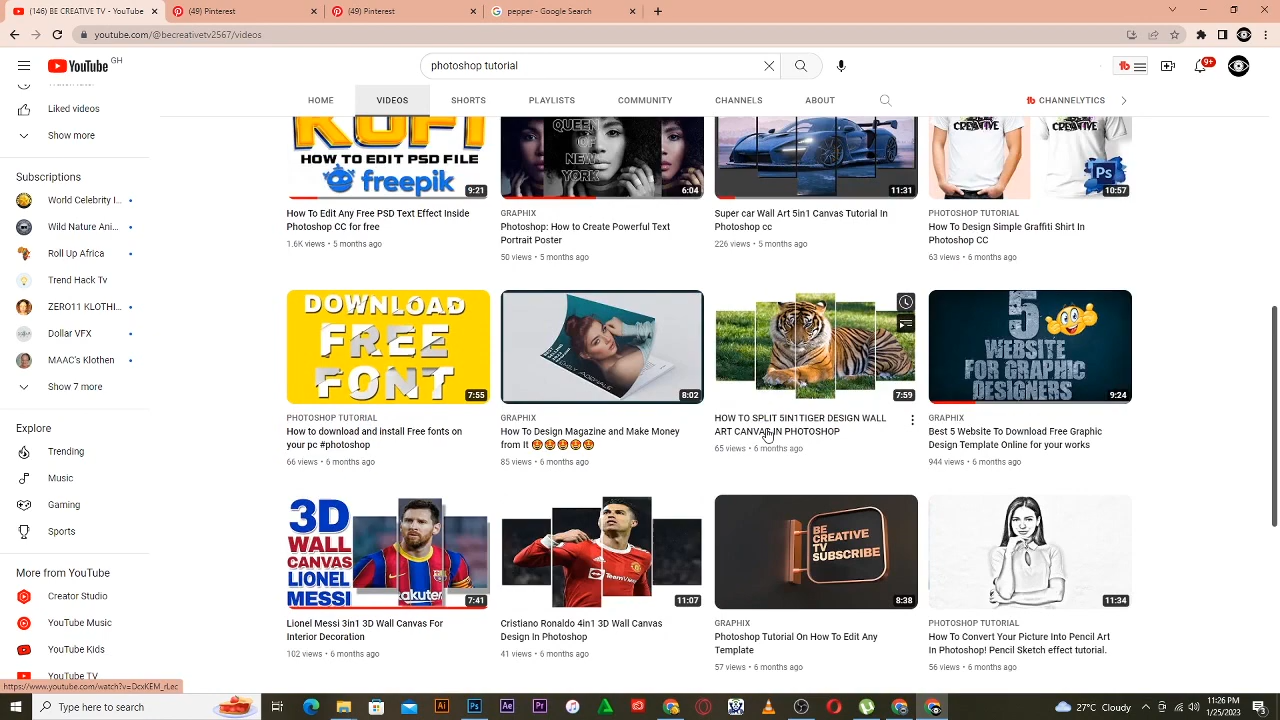 (146) BE CREATIVE TV - YouTube
(49) Pinterest
(49) Pinterest
pepper - Google Search
youtube.com/@becreativetv2567/videos
YouTube GH
photoshop tutorial
9+
HOME
VIDEOS
SHORTS
PLAYLISTS
COMMUNITY
CHANNELS
ABOUT
CHANNELYTICS
Liked videos
Show more
Subscriptions
World Celebrity I...
Wild Nature Ani...
Roll Up Africa
Trend Hack Tv
ZERO11 KLOTHI...
Dollar VFX
MAAC's Klothen
Show 7 more
Explore
Trending
Music
Gaming
Sports
More from YouTube
Creator Studio
YouTube Music
YouTube Kids
YouTube TV
KOFI
HOW TO EDIT PSD FILE
freepik
9:21
How To Edit Any Free PSD Text Effect Inside
Photoshop CC for free
1.6K views • 5 months ago
QUEEN
OF
NEW
YORK
6:04
GRAPHIX
Photoshop: How to Create Powerful Text
Portrait Poster
50 views • 5 months ago
11:31
Super car Wall Art 5in1 Canvas Tutorial In
Photoshop cc
226 views • 5 months ago
CREATIVE
CREATIVE
Ps
10:57
PHOTOSHOP TUTORIAL
How To Design Simple Graffiti Shirt In
Photoshop CC
63 views • 6 months ago
DOWNLOAD
FREE
FONT
7:55
PHOTOSHOP TUTORIAL
How to download and install Free fonts on
your pc #photoshop
66 views • 6 months ago
8:02
GRAPHIX
How To Design Magazine and Make Money
from It 🤑🤑🤑🤑🤑
85 views • 6 months ago
7:59
HOW TO SPLIT 5IN1TIGER DESIGN WALL
ART CANVAS IN PHOTOSHOP
65 views • 6 months ago
5
WEBSITE
FOR GRAPHIC
DESIGNERS
9:24
GRAPHIX
Best 5 Website To Download Free Graphic
Design Template Online for your works
944 views • 6 months ago
3D
WALL
CANVAS
LIONEL
MESSI
Rakuten
7:41
Lionel Messi 3in1 3D Wall Canvas For
Interior Decoration
102 views • 6 months ago
TeamViewer
11:07
Cristiano Ronaldo 4in1 3D Wall Canvas
Design In Photoshop
41 views • 6 months ago
BE
CREATIVE
TV
SUBSCRIBE
8:38
GRAPHIX
Photoshop Tutorial On How To Edit Any
Template
57 views • 6 months ago
11:34
PHOTOSHOP TUTORIAL
How To Convert Your Picture Into Pencil Art
In Photoshop! Pencil Sketch effect tutorial.
56 views • 6 months ago
https://www.youtube.com/watch?v=DcxKEM_rLec
Type here to search
27°C Cloudy
11:26 PM
1/25/2023